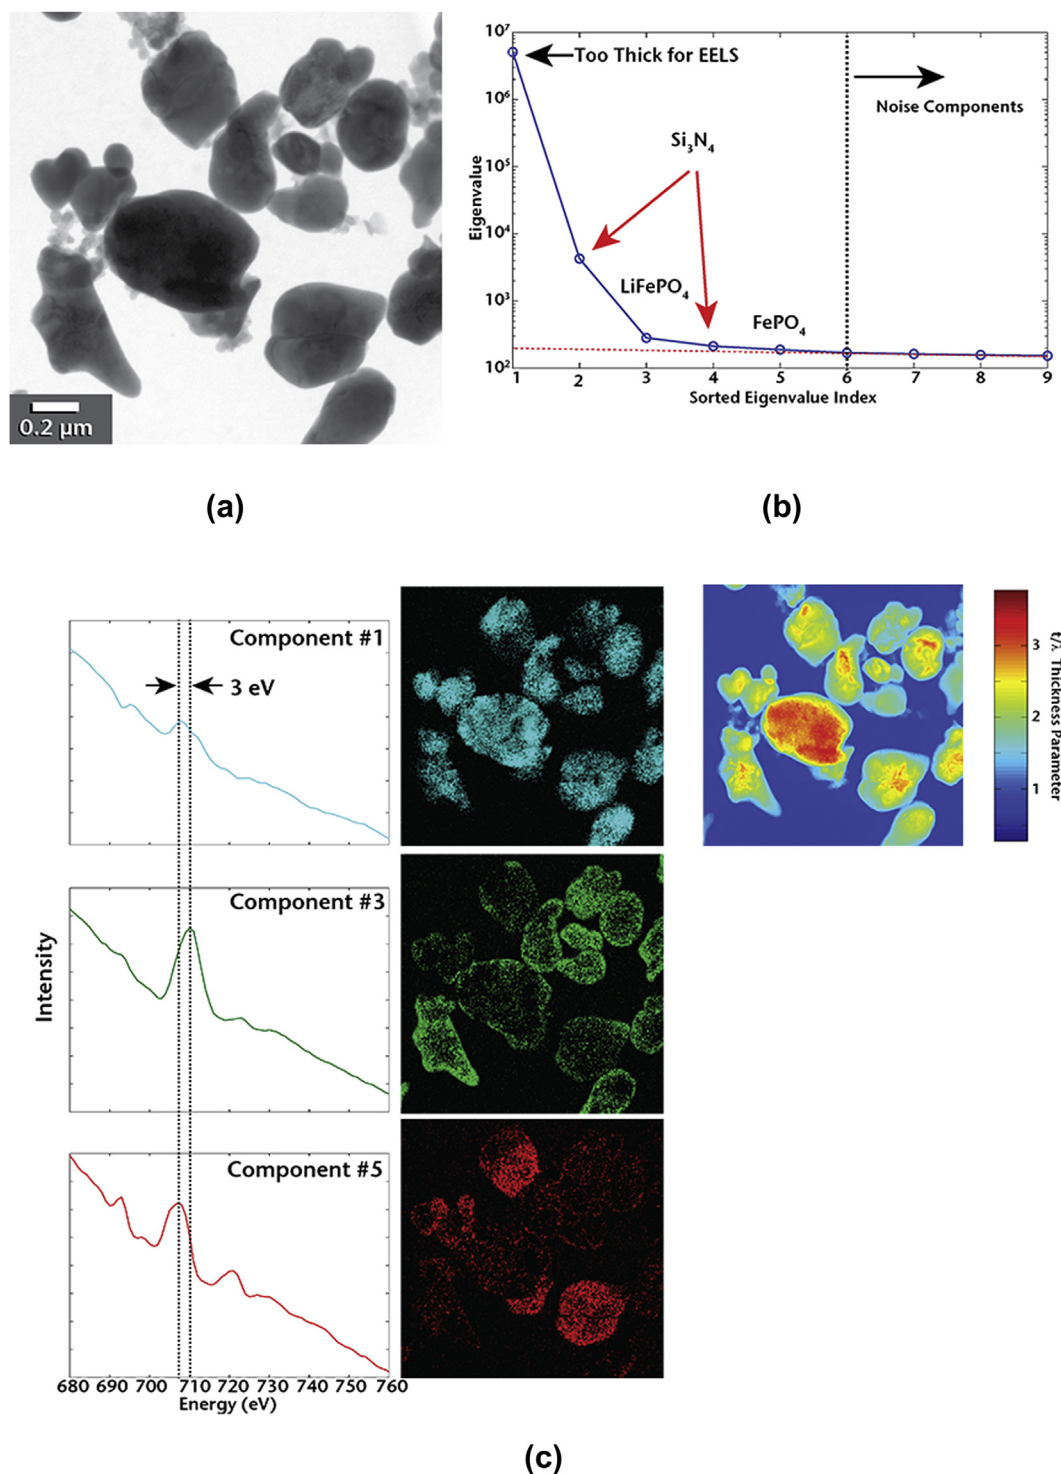 0.2 µm
(a)
10⁷
10⁶
10⁵
10⁴
10³
10²
Eigenvalue
Too Thick for EELS
Noise Components
Si₃N₄
LiFePO₄
FePO₄
1 2 3 4 5 6 7 8 9
Sorted Eigenvalue Index
(b)
Component #1
3 eV
Component #3
Component #5
Intensity
680 690 700 710 720 730 740 750 760
Energy (eV)
3
2
1
t/λ Thickness Parameter
(c)